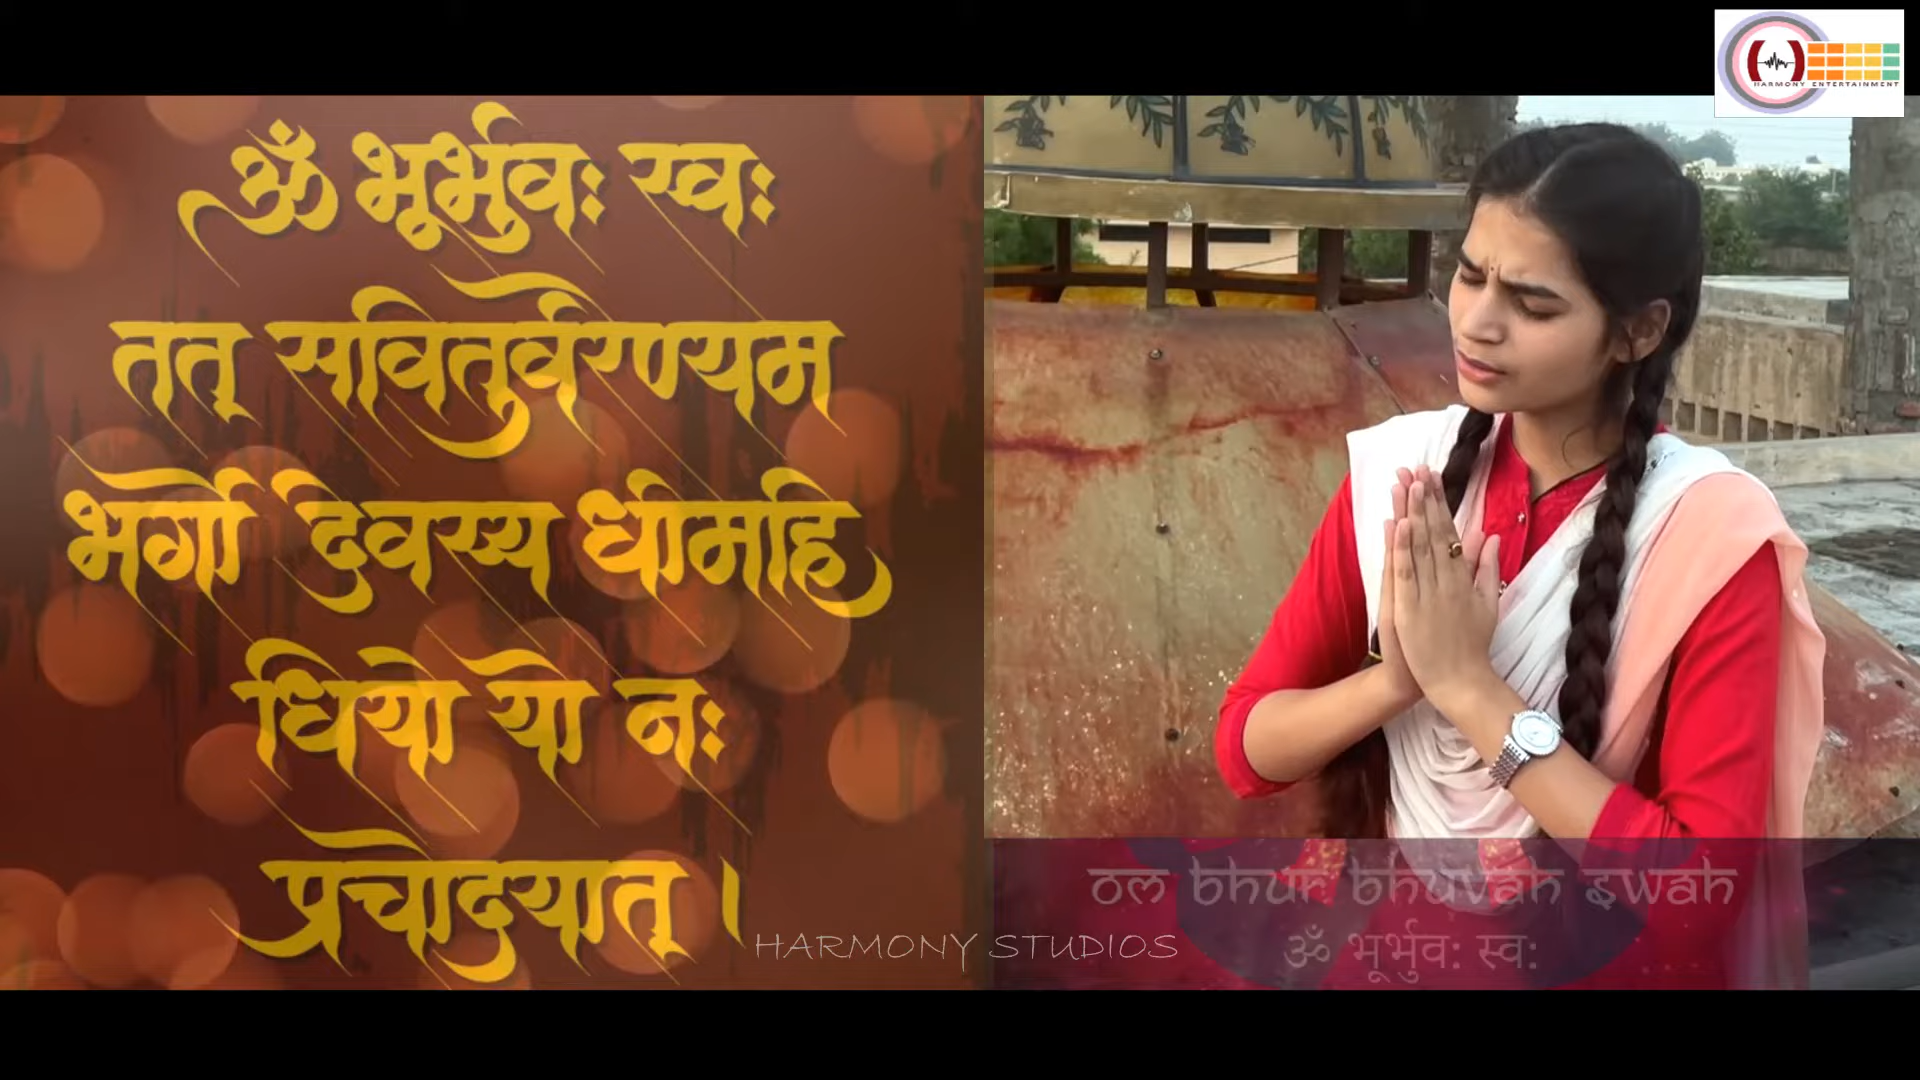 ॐ भूर्भुवः स्वः
तत् सवितुर्वरेण्यम
भर्गो देवस्य धीमहि
धियो यो नः
प्रचोदयात् ।
HARMONY ENTERTAINMENT
om bhur bhuvah swah
ॐ भूर्भुवः स्वः
HARMONY STUDIOS